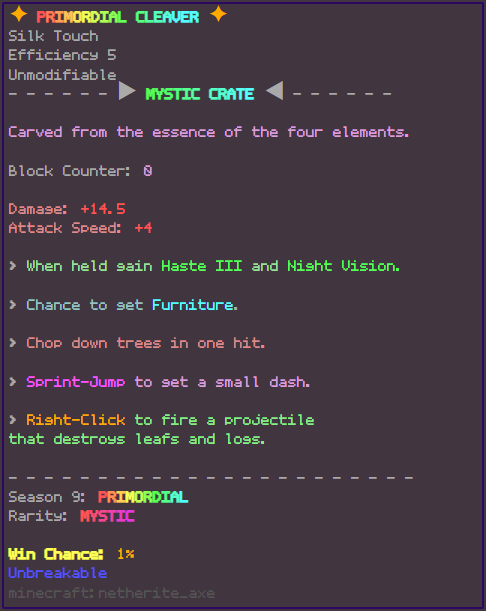 ✦ PRIMORDIAL CLEAVER ✦
Silk Touch
Efficiency 5
Unmodifiable
- - - - - - ▶ MYSTIC CRATE ◀ - - - - - -
Carved from the essence of the four elements.
Block Counter: 0
Damage: +14.5
Attack Speed: +4
> When held gain Haste III and Night Vision.
> Chance to get Furniture.
> Chop down trees in one hit.
> Sprint-Jump to get a small dash.
> Right-Click to fire a projectile
that destroys leafs and logs.
- - - - - - - - - - - - - - - - - - - - - - - -
Season 9: PRIMORDIAL
Rarity: MYSTIC
Win Chance: 1%
Unbreakable
minecraft:netherite_axe